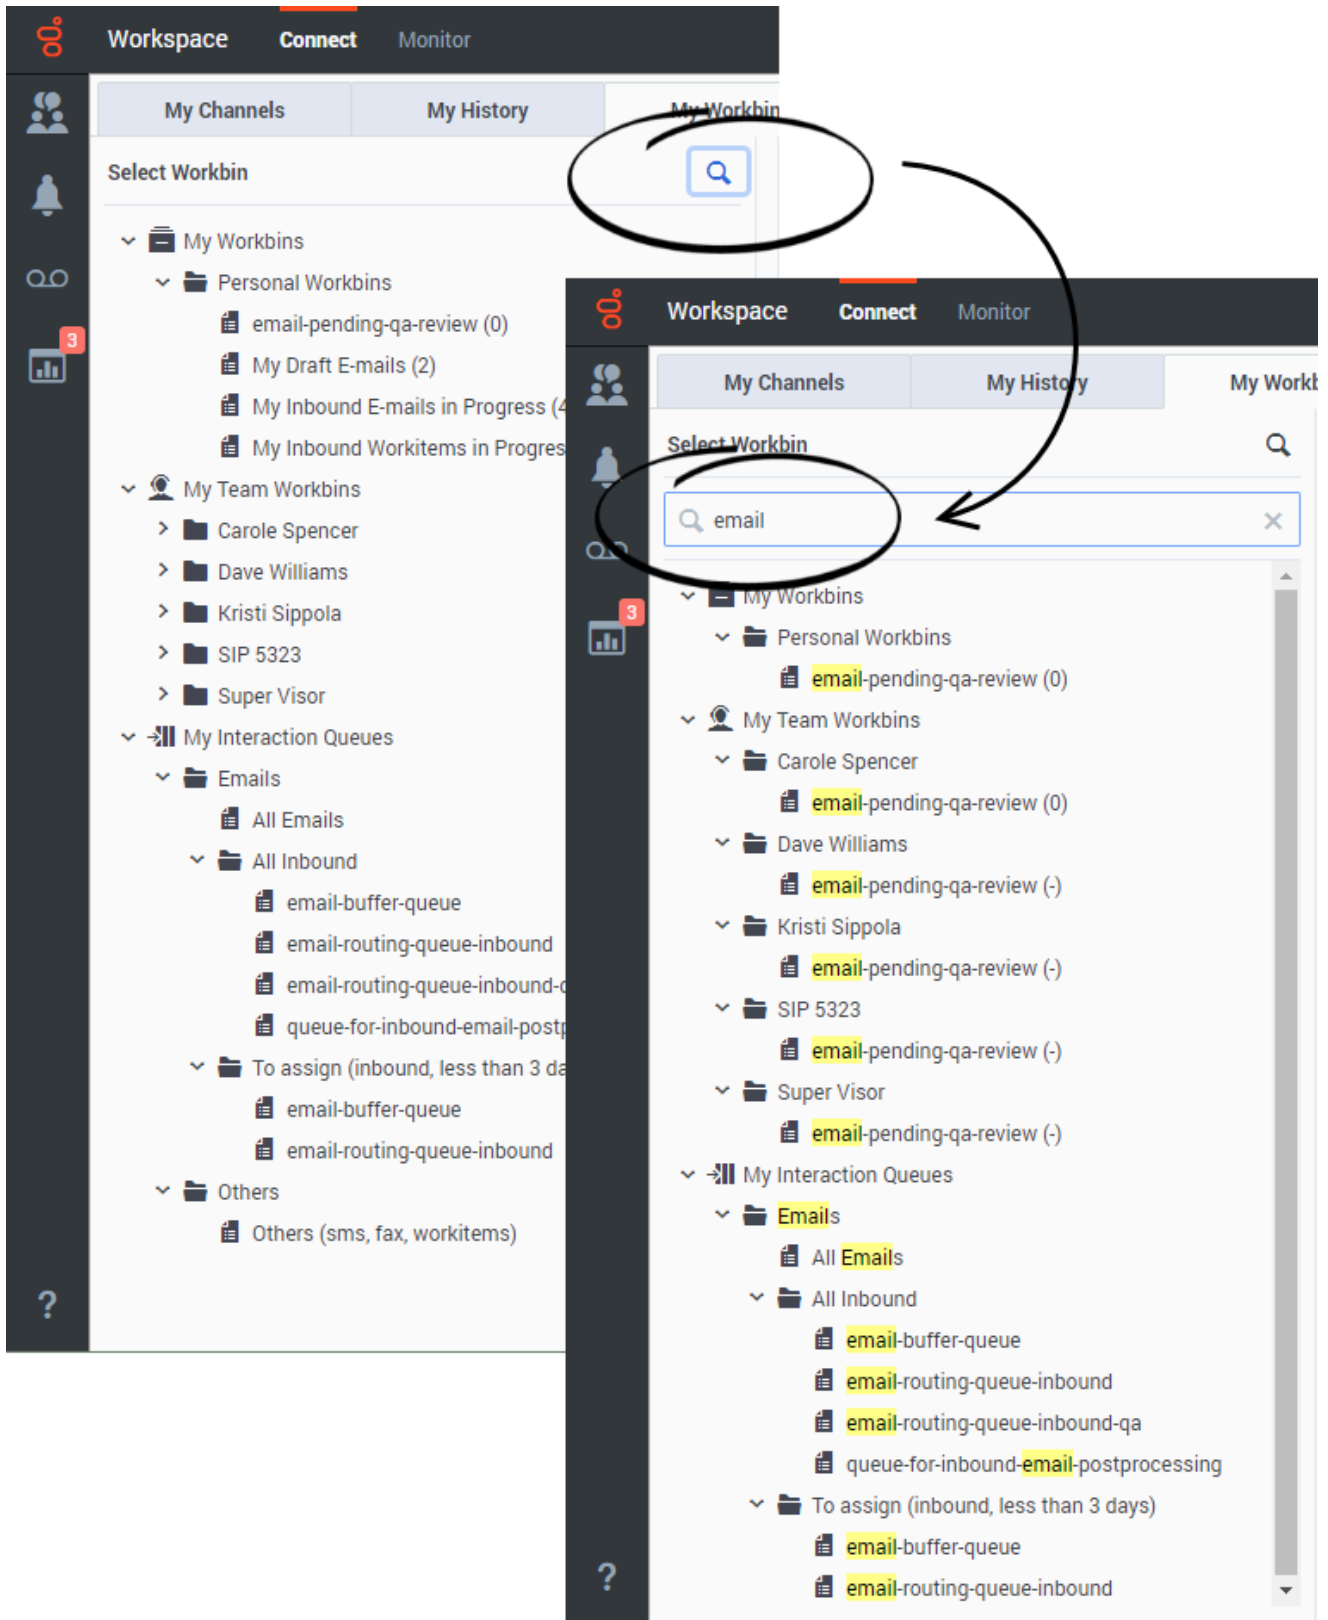 Workspace Connect Monitor
My Channels My History My Workbin
Select Workbin
My Workbins
Personal Workbins
3
email-pending-qa-review (0)
My Draft E-mails (2)
My Inbound E-mails in Progress (4
My Inbound Workitems in Progres
My Team Workbins
Carole Spencer
Dave Williams
Kristi Sippola
SIP 5323
Super Visor
My Interaction Queues
Emails
All Emails
All Inbound
email-buffer-queue
email-routing-queue-inbound
email-routing-queue-inbound-
queue-for-inbound-email-post
To assign (inbound, less than 3 da
email-buffer-queue
email-routing-queue-inbound
Others
Others (sms, fax, workitems)
?
Workspace Connect Monitor
My Channels My History My Workb
Select Workbin
email
My Workbins
3
Personal Workbins
email-pending-qa-review (0)
My Team Workbins
Carole Spencer
email-pending-qa-review (0)
Dave Williams
email-pending-qa-review (-)
Kristi Sippola
email-pending-qa-review (-)
SIP 5323
email-pending-qa-review (-)
Super Visor
email-pending-qa-review (-)
My Interaction Queues
Emails
All Emails
All Inbound
email-buffer-queue
email-routing-queue-inbound
email-routing-queue-inbound-qa
queue-for-inbound-email-postprocessing
To assign (inbound, less than 3 days)
email-buffer-queue
email-routing-queue-inbound
?